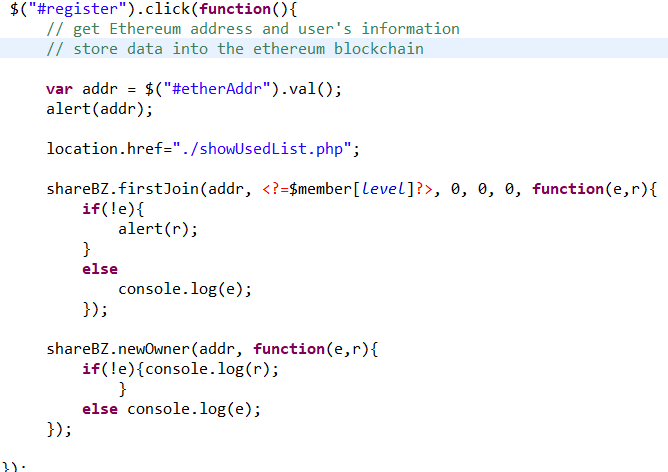 $("#register").click(function(){
// get Ethereum address and user's information
// store data into the ethereum blockchain
var addr = $("#etherAddr").val();
alert(addr);
location.href="./showUsedList.php";
shareBZ.firstJoin(addr, <?=$member[level]?>, 0, 0, 0, function(e,r){
if(!e){
alert(r);
}
else
console.log(e);
});
shareBZ.newOwner(addr, function(e,r){
if(!e){console.log(r);
}
else console.log(e);
});
});